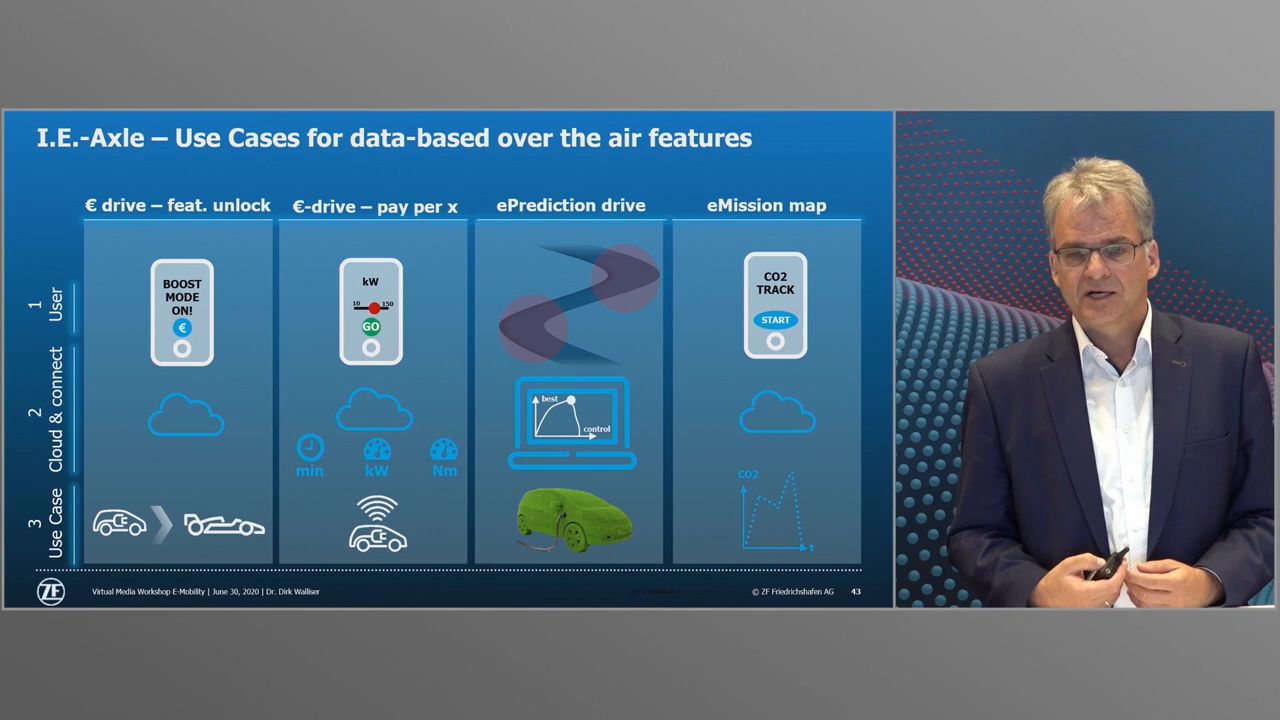 I.E.-Axle – Use Cases for data-based over the air features
€ drive – feat. unlock
€-drive – pay per x
ePrediction drive
eMission map
1
User
BOOST
MODE
ON!
€
kW
10
150
GO
CO2
TRACK
START
2
Cloud & connect
min
kW
Nm
best
control
3
Use Case
CO2
t
ZF
Virtual Media Workshop E-Mobility | June 30, 2020 | Dr. Dirk Walliser
© ZF Friedrichshafen AG
43